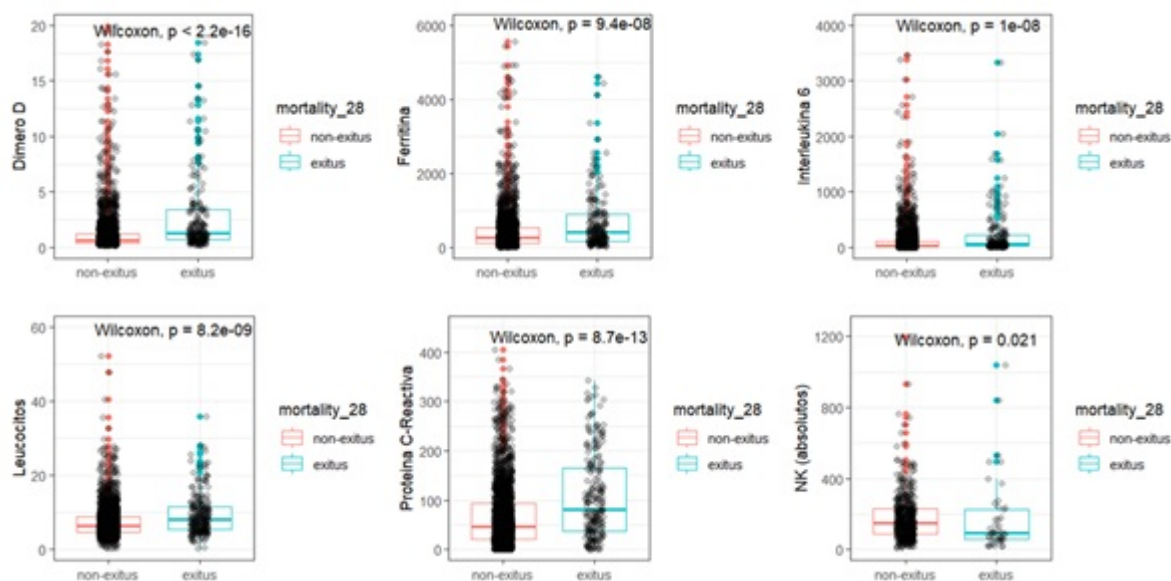 Wilcoxon, p < 2.2e-16
Dimero D
20
15
10
5
0
non-exitus
exitus
mortality_28
non-exitus
exitus
Wilcoxon, p = 9.4e-08
Ferritina
6000
4000
2000
0
non-exitus
exitus
mortality_28
non-exitus
exitus
Wilcoxon, p = 1e-08
Interleukina 6
4000
3000
2000
1000
0
non-exitus
exitus
mortality_28
non-exitus
exitus
Wilcoxon, p = 8.2e-09
Leucocitos
60
40
20
0
non-exitus
exitus
mortality_28
non-exitus
exitus
Wilcoxon, p = 8.7e-13
Proteina C-Reactiva
400
300
200
100
0
non-exitus
exitus
mortality_28
non-exitus
exitus
Wilcoxon, p = 0.021
NK (absolutos)
1200
800
400
0
non-exitus
exitus
mortality_28
non-exitus
exitus